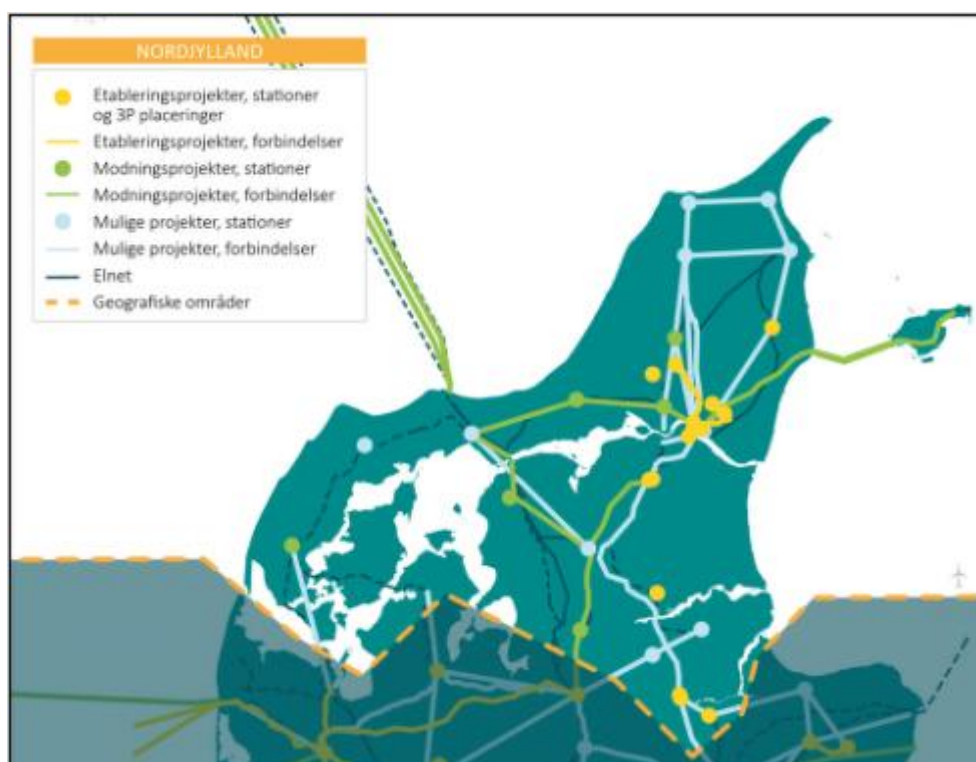 NORDJYLLAND
Etableringsprojekter, stationer
og 3P placeringer
Etableringsprojekter, forbindelser
Modningsprojekter, stationer
Modningsprojekter, forbindelser
Mulige projekter, stationer
Mulige projekter, forbindelser
Elnet
Geografiske områder